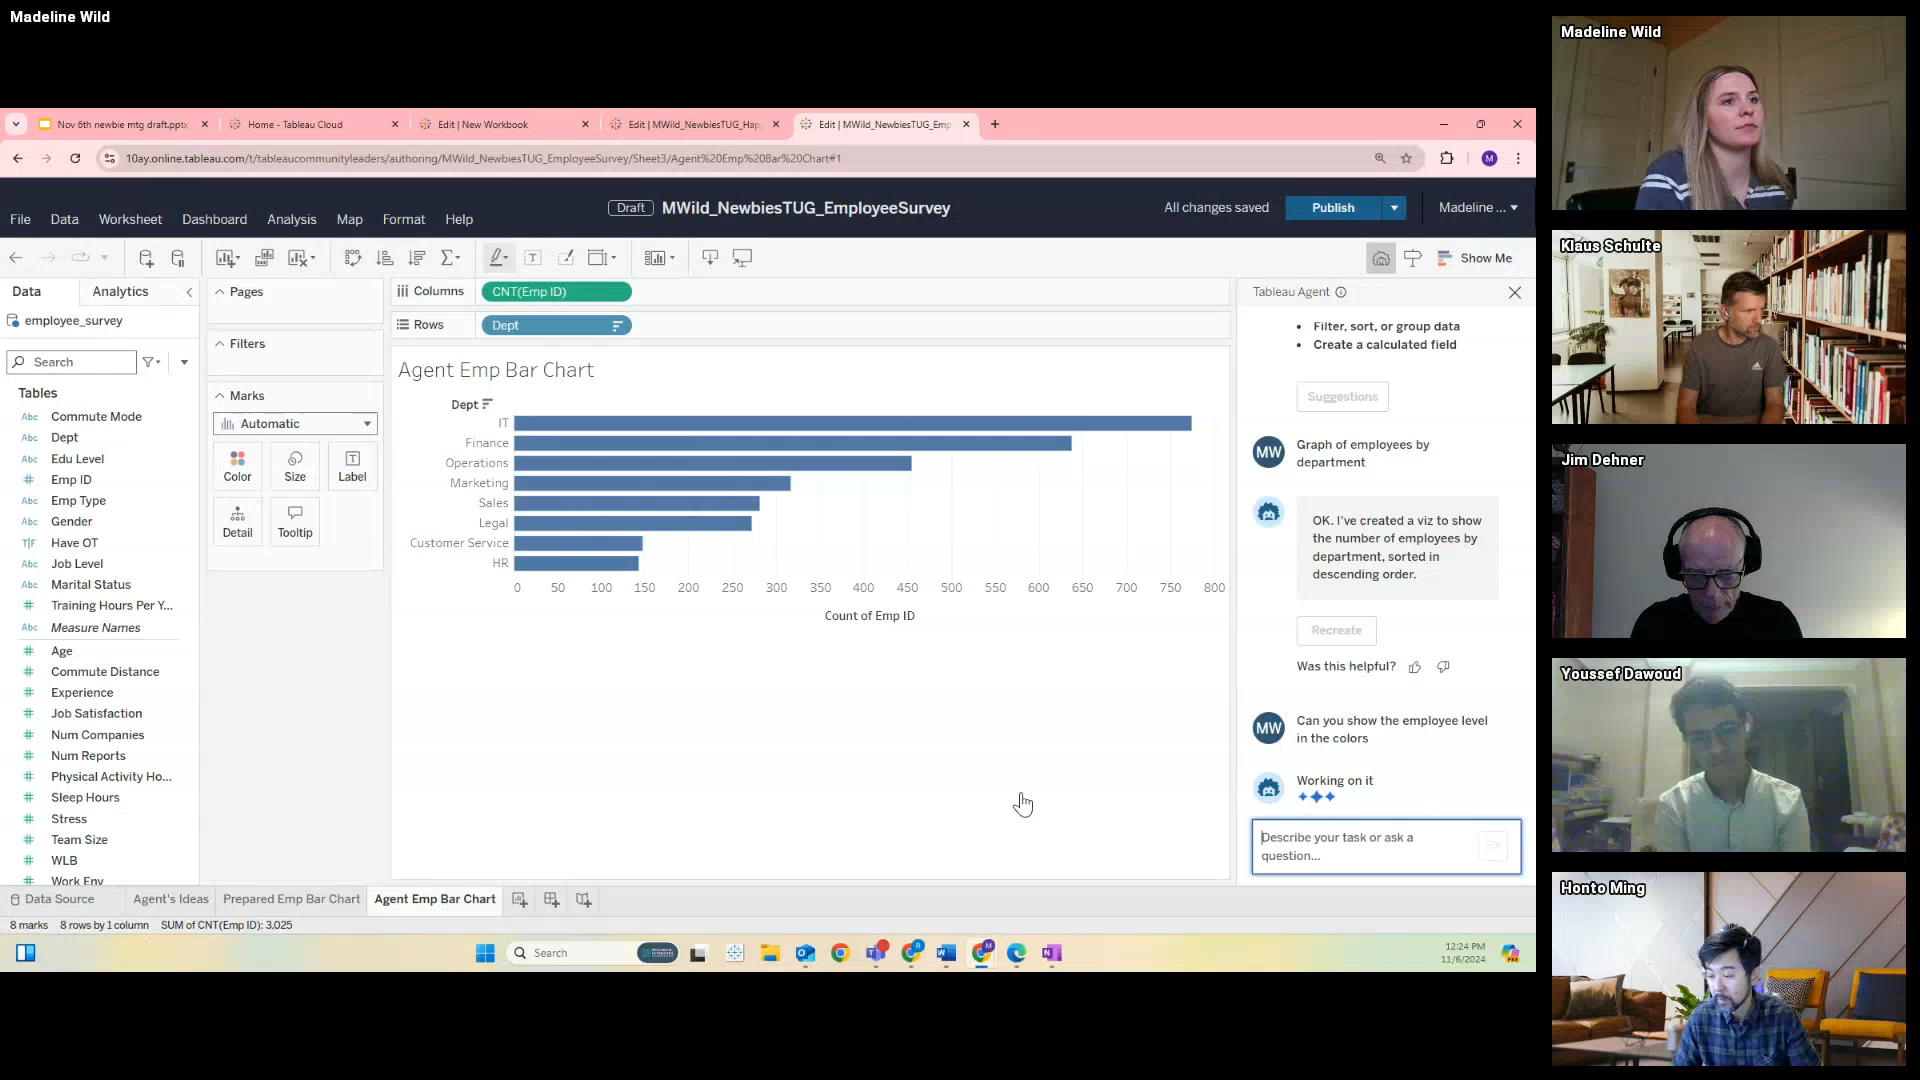 Madeline Wild
Nov 6th newbie mtg draft.pptx
Home - Tableau Cloud
Edit | New Workbook
Edit | MWild_NewbiesTUG_Hap
Edit | MWild_NewbiesTUG_Emp
10ay.online.tableau.com/t/tableaucommunityleaders/authoring/MWild_NewbiesTUG_EmployeeSurvey/Sheet3/Agent%20Emp%20Bar%20Chart#1
M
File
Data
Worksheet
Dashboard
Analysis
Map
Format
Help
Draft
MWild_NewbiesTUG_EmployeeSurvey
All changes saved
Publish
Madeline ...
Show Me
Data
Analytics
employee_survey
Search
Tables
Abc Commute Mode
Abc Dept
Abc Edu Level
# Emp ID
Abc Emp Type
Abc Gender
T|F Have OT
Abc Job Level
Abc Marital Status
# Training Hours Per Y...
Abc Measure Names
# Age
# Commute Distance
# Experience
# Job Satisfaction
# Num Companies
# Num Reports
# Physical Activity Ho...
# Sleep Hours
# Stress
# Team Size
# WLB
# Work Env
Pages
Filters
Marks
Automatic
Color
Size
Label
Detail
Tooltip
Columns
CNT(Emp ID)
Rows
Dept
Agent Emp Bar Chart
Dept
IT
Finance
Operations
Marketing
Sales
Legal
Customer Service
HR
0 50 100 150 200 250 300 350 400 450 500 550 600 650 700 750 800
Count of Emp ID
Tableau Agent
• Filter, sort, or group data
• Create a calculated field
Suggestions
MW
Graph of employees by
department
OK. I've created a viz to show
the number of employees by
department, sorted in
descending order.
Recreate
Was this helpful?
MW
Can you show the employee level
in the colors
Working on it
Describe your task or ask a
question...
Data Source
Agent's Ideas
Prepared Emp Bar Chart
Agent Emp Bar Chart
8 marks
8 rows by 1 column
SUM of CNT(Emp ID): 3,025
Search
12:24 PM
11/6/2024
Madeline Wild
Klaus Schulte
Jim Dehner
Youssef Dawoud
Honto Ming